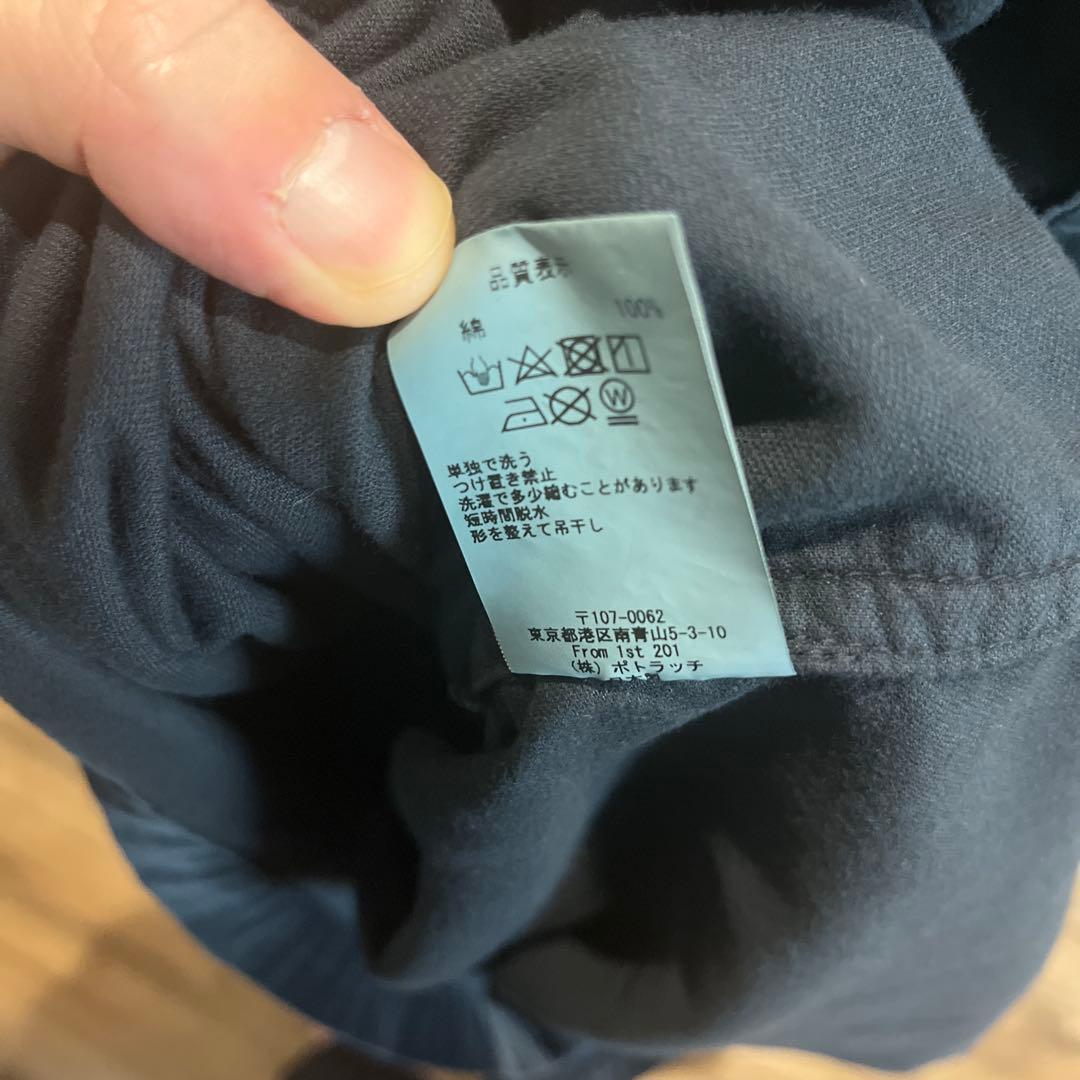 品質表示
綿 100%
W
単独で洗う
つけ置き禁止
洗濯で多少縮むことがあります
短時間脱水
形を整えて吊干し
〒107-0062
東京都港区南青山5-3-10
From 1st 201
(株) ポトラッチ